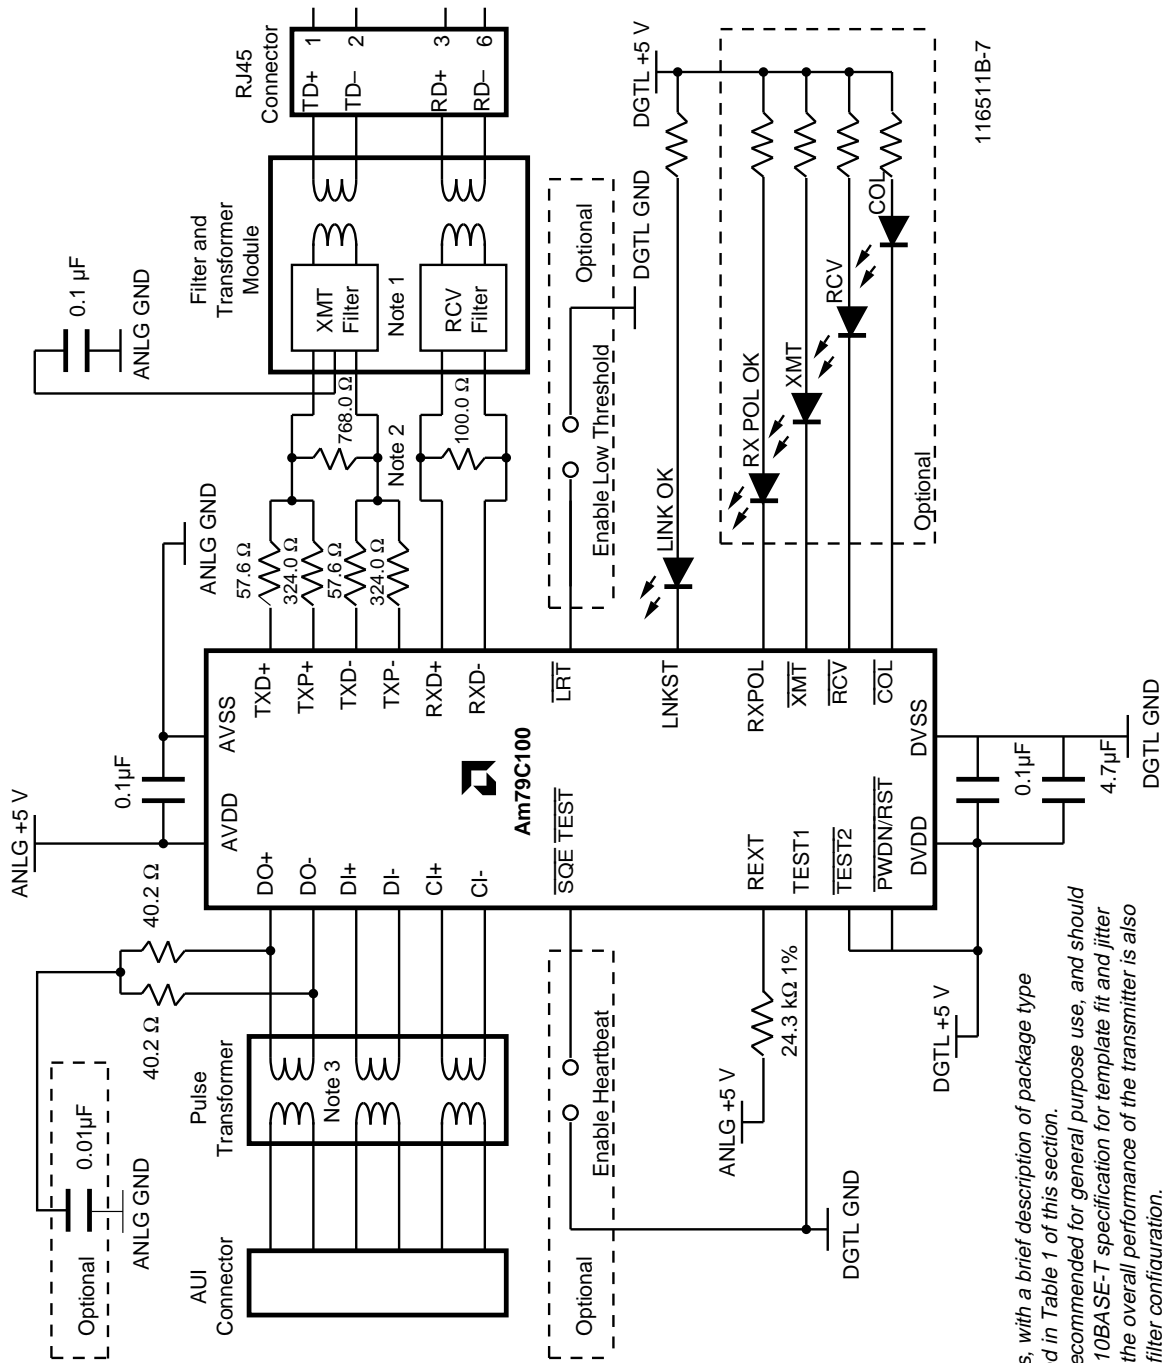 ANLG +5 V
ANLG GND
0.1µF
AVDD
AVSS
Optional
0.01µF
ANLG GND
40.2 Ω
40.2 Ω
AUI
Connector
Pulse
Transformer
Note 3
DO+
DO-
DI+
DI-
CI+
CI-
Am79C100
TXD+
TXP+
TXD-
TXP-
RXD+
RXD-
57.6 Ω
324.0 Ω
57.6 Ω
324.0 Ω
768.0 Ω
Note 2
100.0 Ω
0.1 µF
ANLG GND
Filter and
Transformer
Module
XMT
Filter
Note 1
RCV
Filter
RJ45
Connector
TD+ 1
TD– 2
RD+ 3
RD– 6
Optional
Enable Heartbeat
SQE TEST
LRT
Enable Low Threshold
Optional
DGTL GND
LNKST
LINK OK
DGTL +5 V
ANLG +5 V
24.3 kΩ 1%
REXT
TEST1
TEST2
PWDN/RST
DVDD
DVSS
RXPOL
XMT
RCV
COL
RX POL OK
XMT
RCV
COL
Optional
DGTL GND
DGTL +5 V
0.1µF
4.7µF
DGTL GND
116511B-7
s, with a brief description of package type
d in Table 1 of this section.
ecommended for general purpose use, and should
10BASE-T specification for template fit and jitter
the overall performance of the transmitter is also
filter configuration.